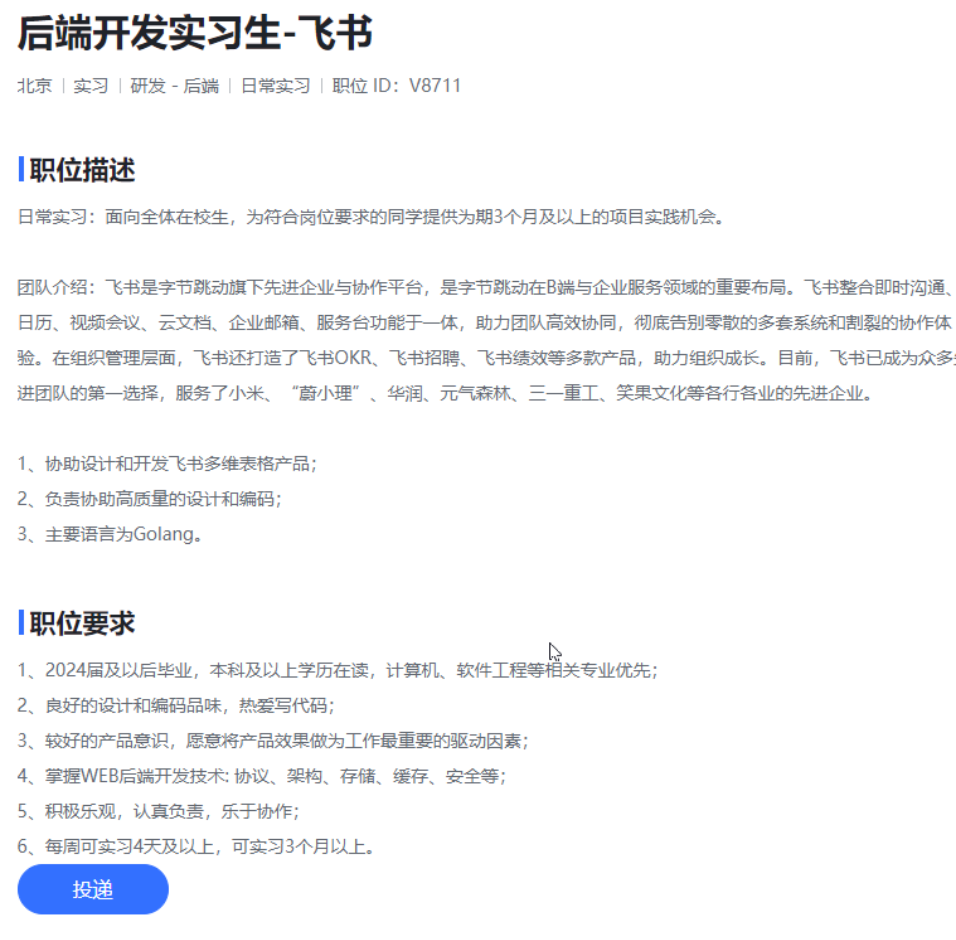 后端开发实习生-飞书
北京 | 实习 | 研发 - 后端 | 日常实习 | 职位 ID：V8711
职位描述
日常实习：面向全体在校生，为符合岗位要求的同学提供为期3个月及以上的项目实践机会。
团队介绍：飞书是字节跳动旗下先进企业与协作平台，是字节跳动在B端与企业服务领域的重要布局。飞书整合即时沟通、
日历、视频会议、云文档、企业邮箱、服务台功能于一体，助力团队高效协同，彻底告别零散的多套系统和割裂的协作体
验。在组织管理层面，飞书还打造了飞书OKR、飞书招聘、飞书绩效等多款产品，助力组织成长。目前，飞书已成为众多
进团队的第一选择，服务了小米、“蔚小理”、华润、元气森林、三一重工、笑果文化等各行各业的先进企业。
1、协助设计和开发飞书多维表格产品；
2、负责协助高质量的设计和编码；
3、主要语言为Golang。
职位要求
1、2024届及以后毕业，本科及以上学历在读，计算机、软件工程等相关专业优先；
2、良好的设计和编码品味，热爱写代码；
3、较好的产品意识，愿意将产品效果做为工作最重要的驱动因素；
4、掌握WEB后端开发技术: 协议、架构、存储、缓存、安全等；
5、积极乐观，认真负责，乐于协作；
6、每周可实习4天及以上，可实习3个月以上。
投递